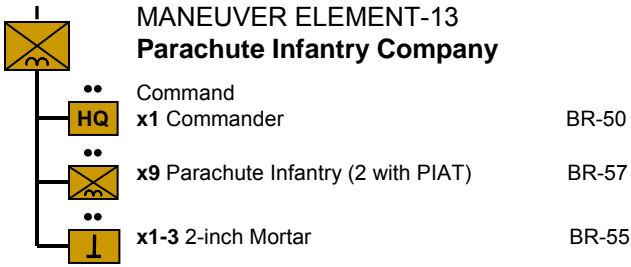 MANEUVER ELEMENT-13
Parachute Infantry Company
Command
HQ x1 Commander BR-50
x9 Parachute Infantry (2 with PIAT) BR-57
x1-3 2-inch Mortar BR-55